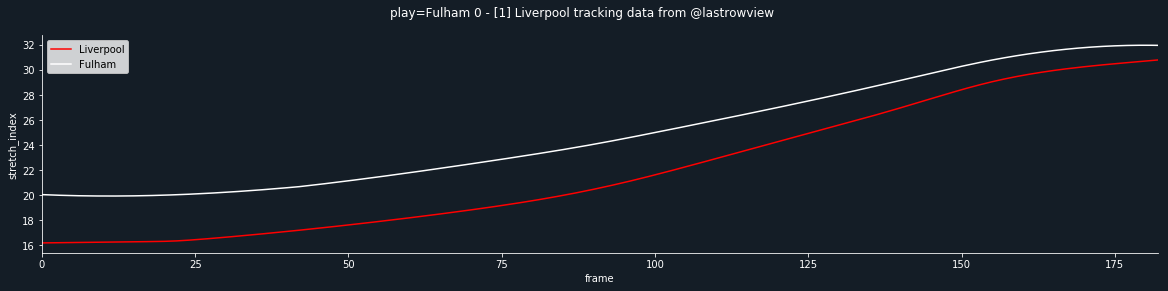 play=Fulham 0 - [1] Liverpool tracking data from @lastrowview
Liverpool
Fulham
stretch_index
32
30
28
26
24
22
20
18
16
0 25 50 75 100 125 150 175
frame